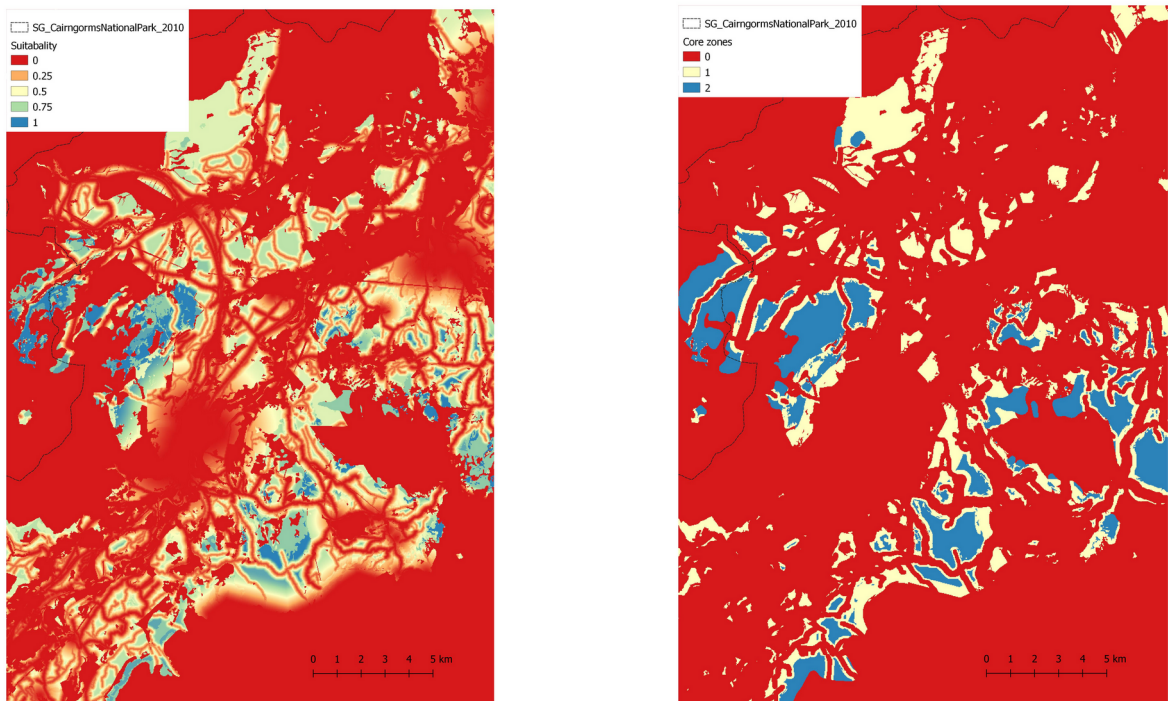 SG_CairngormsNationalPark_2010
Suitabality
0
0.25
0.5
0.75
1
0 1 2 3 4 5 km
SG_CairngormsNationalPark_2010
Core zones
0
1
2
0 1 2 3 4 5 km